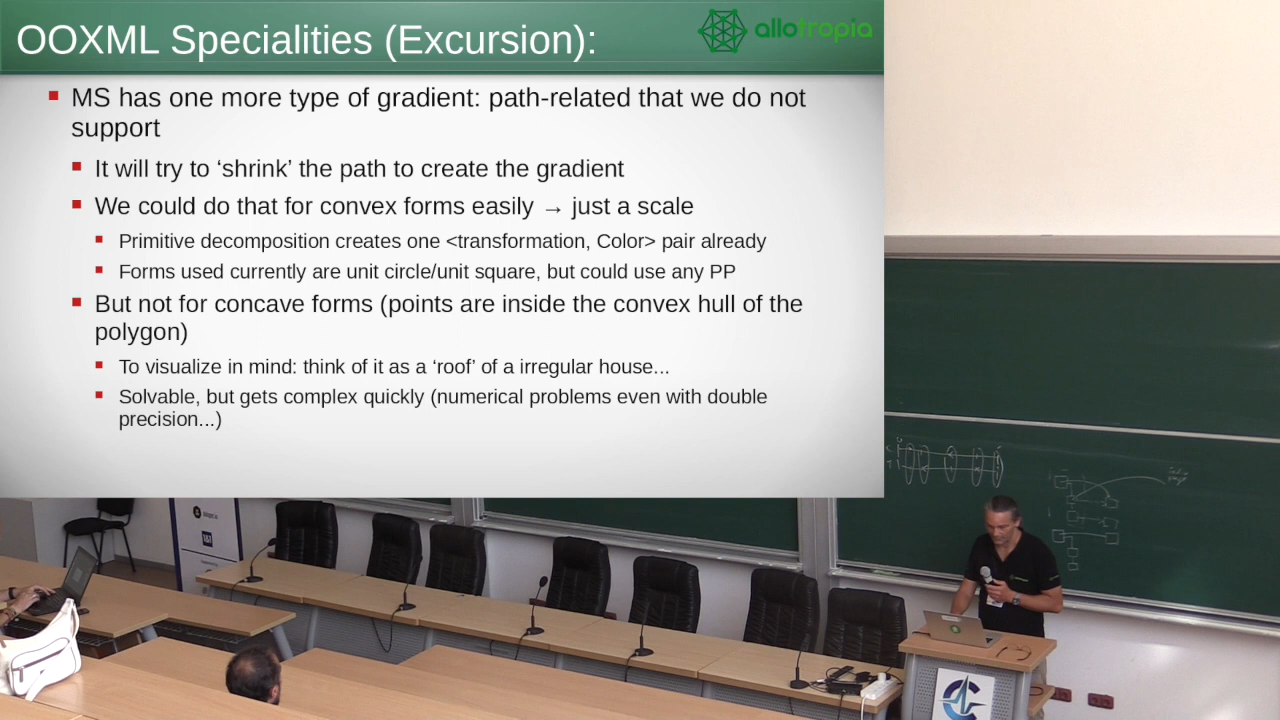 OOXML Specialities (Excursion):
allotropia
MS has one more type of gradient: path-related that we do not
support
It will try to ‘shrink’ the path to create the gradient
We could do that for convex forms easily → just a scale
Primitive decomposition creates one <transformation, Color> pair already
Forms used currently are unit circle/unit square, but could use any PP
But not for concave forms (points are inside the convex hull of the
polygon)
To visualize in mind: think of it as a ‘roof’ of a irregular house...
Solvable, but gets complex quickly (numerical problems even with double
precision...)